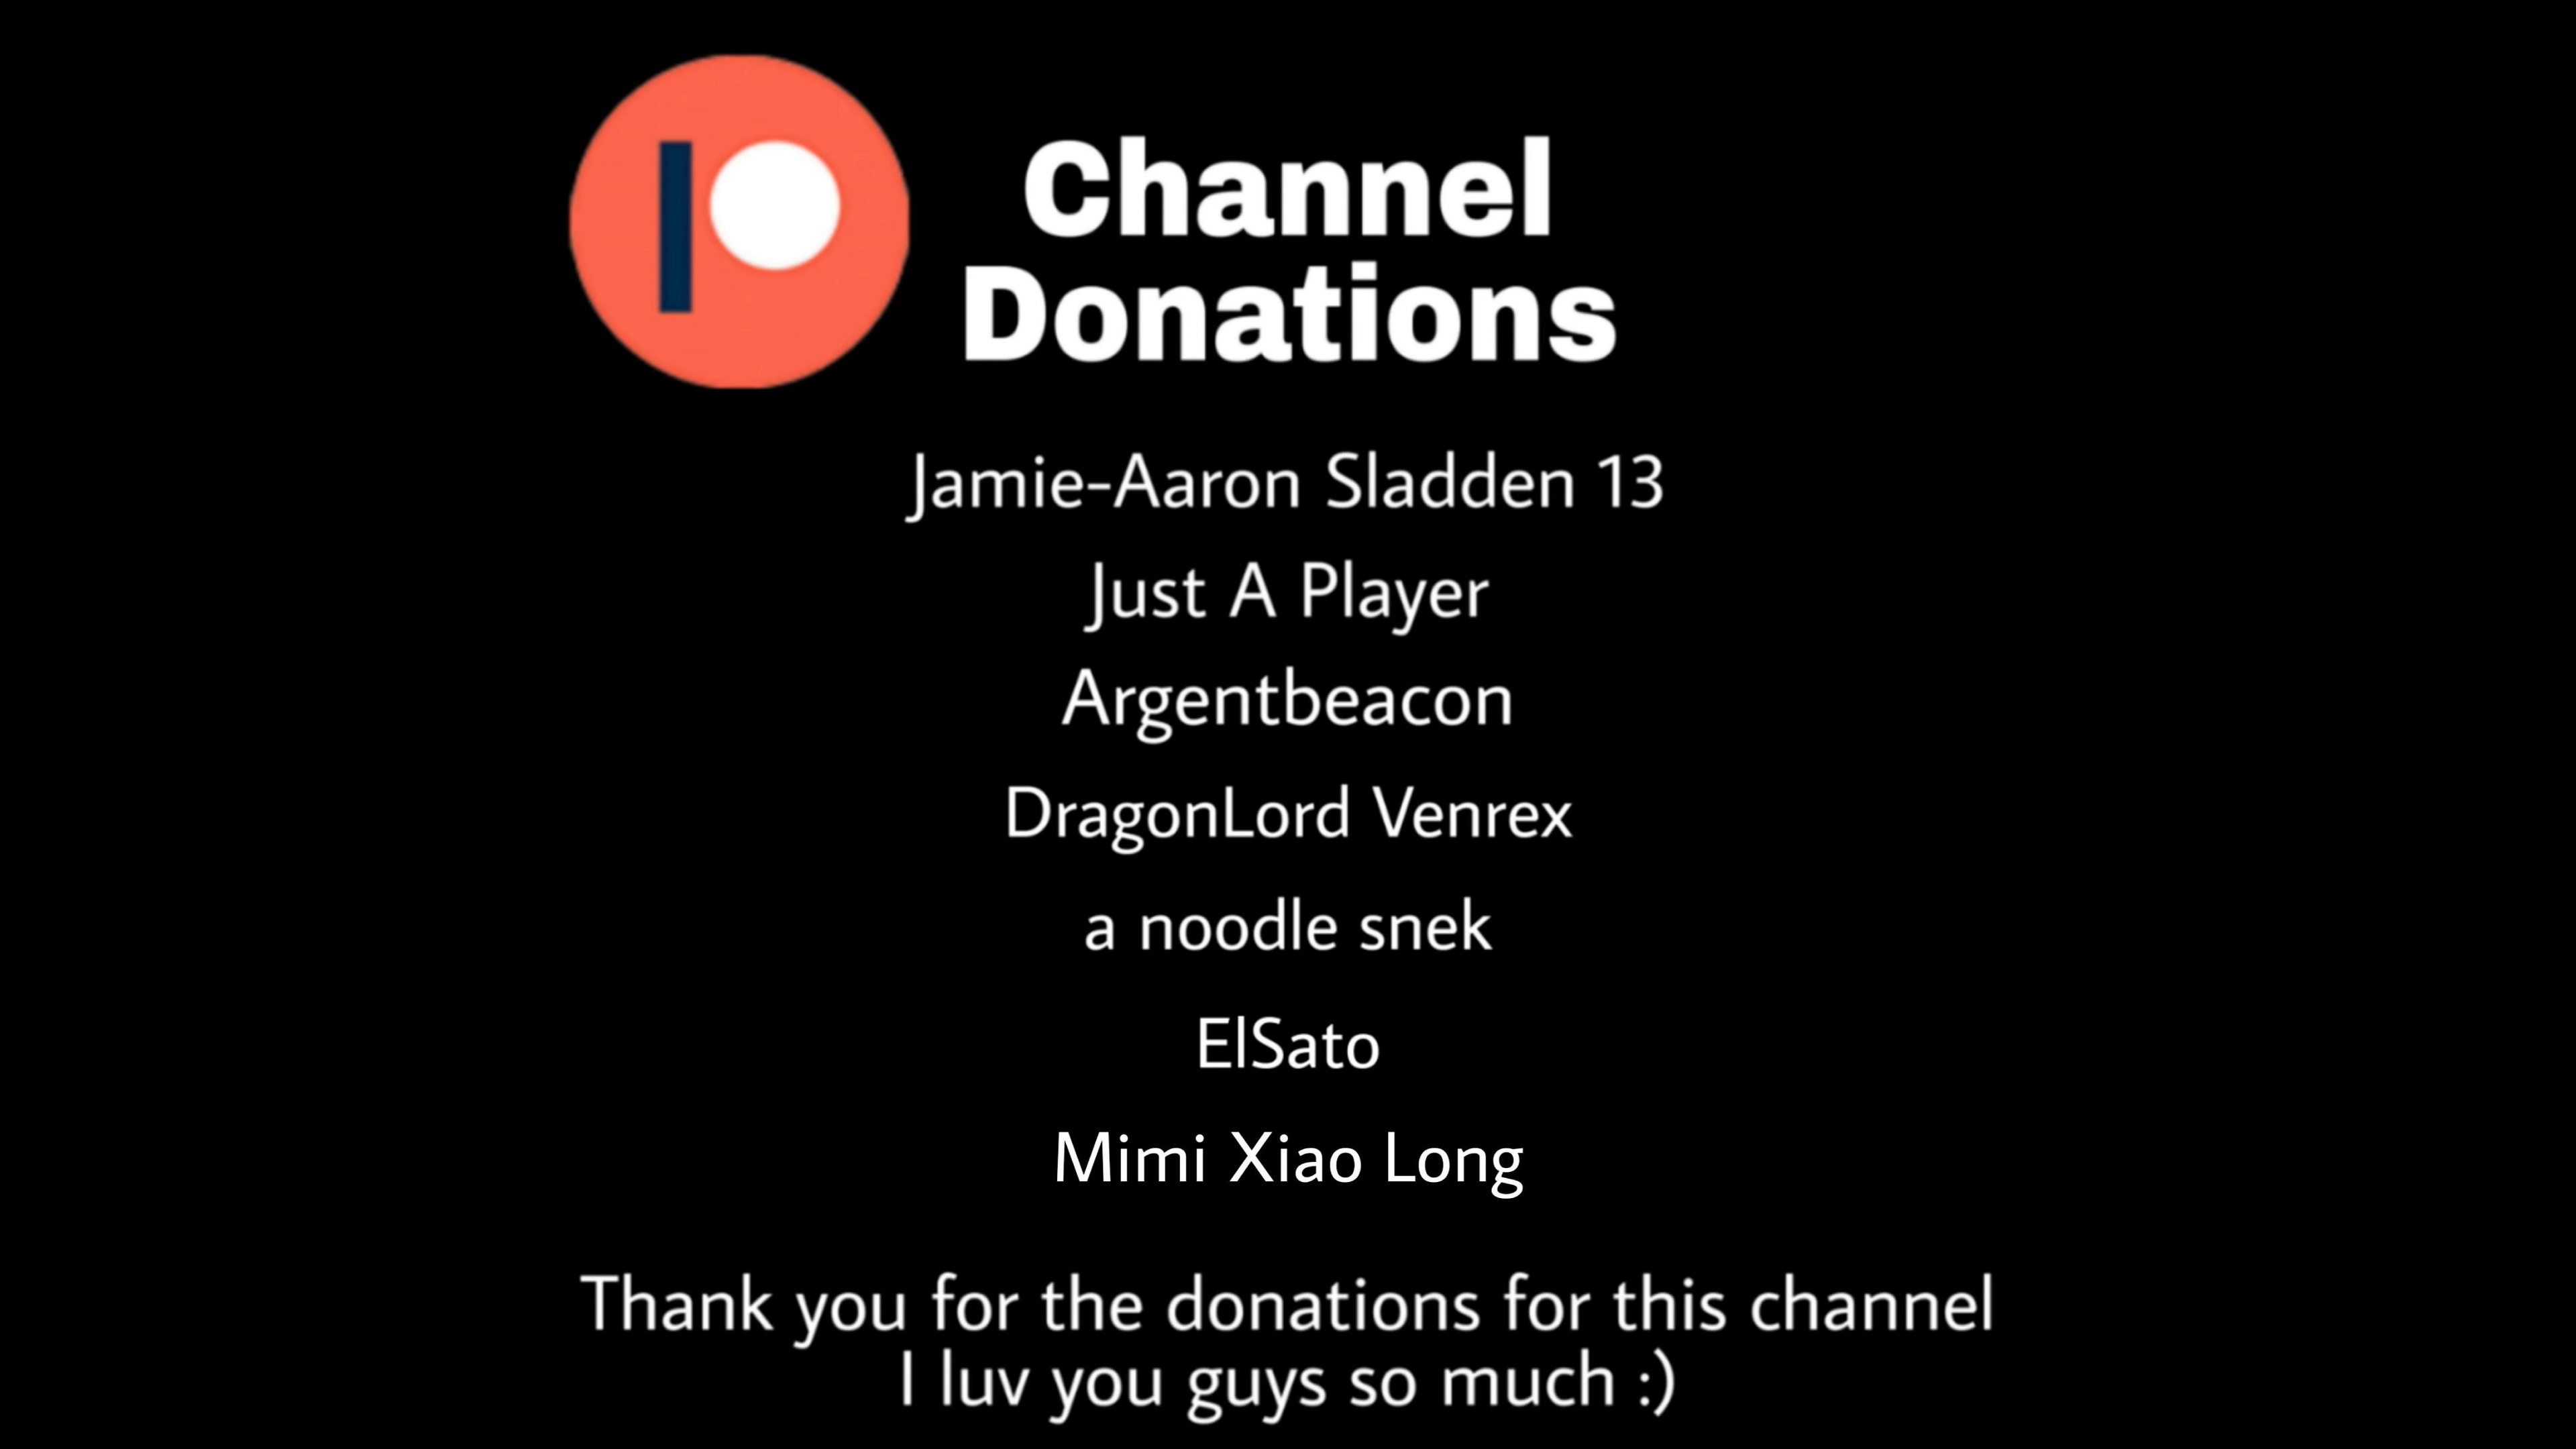 Channel
Donations
Jamie-Aaron Sladden 13
Just A Player
Argentbeacon
DragonLord Venrex
a noodle snek
ElSato
Mimi Xiao Long
Thank you for the donations for this channel
I luv you guys so much :)